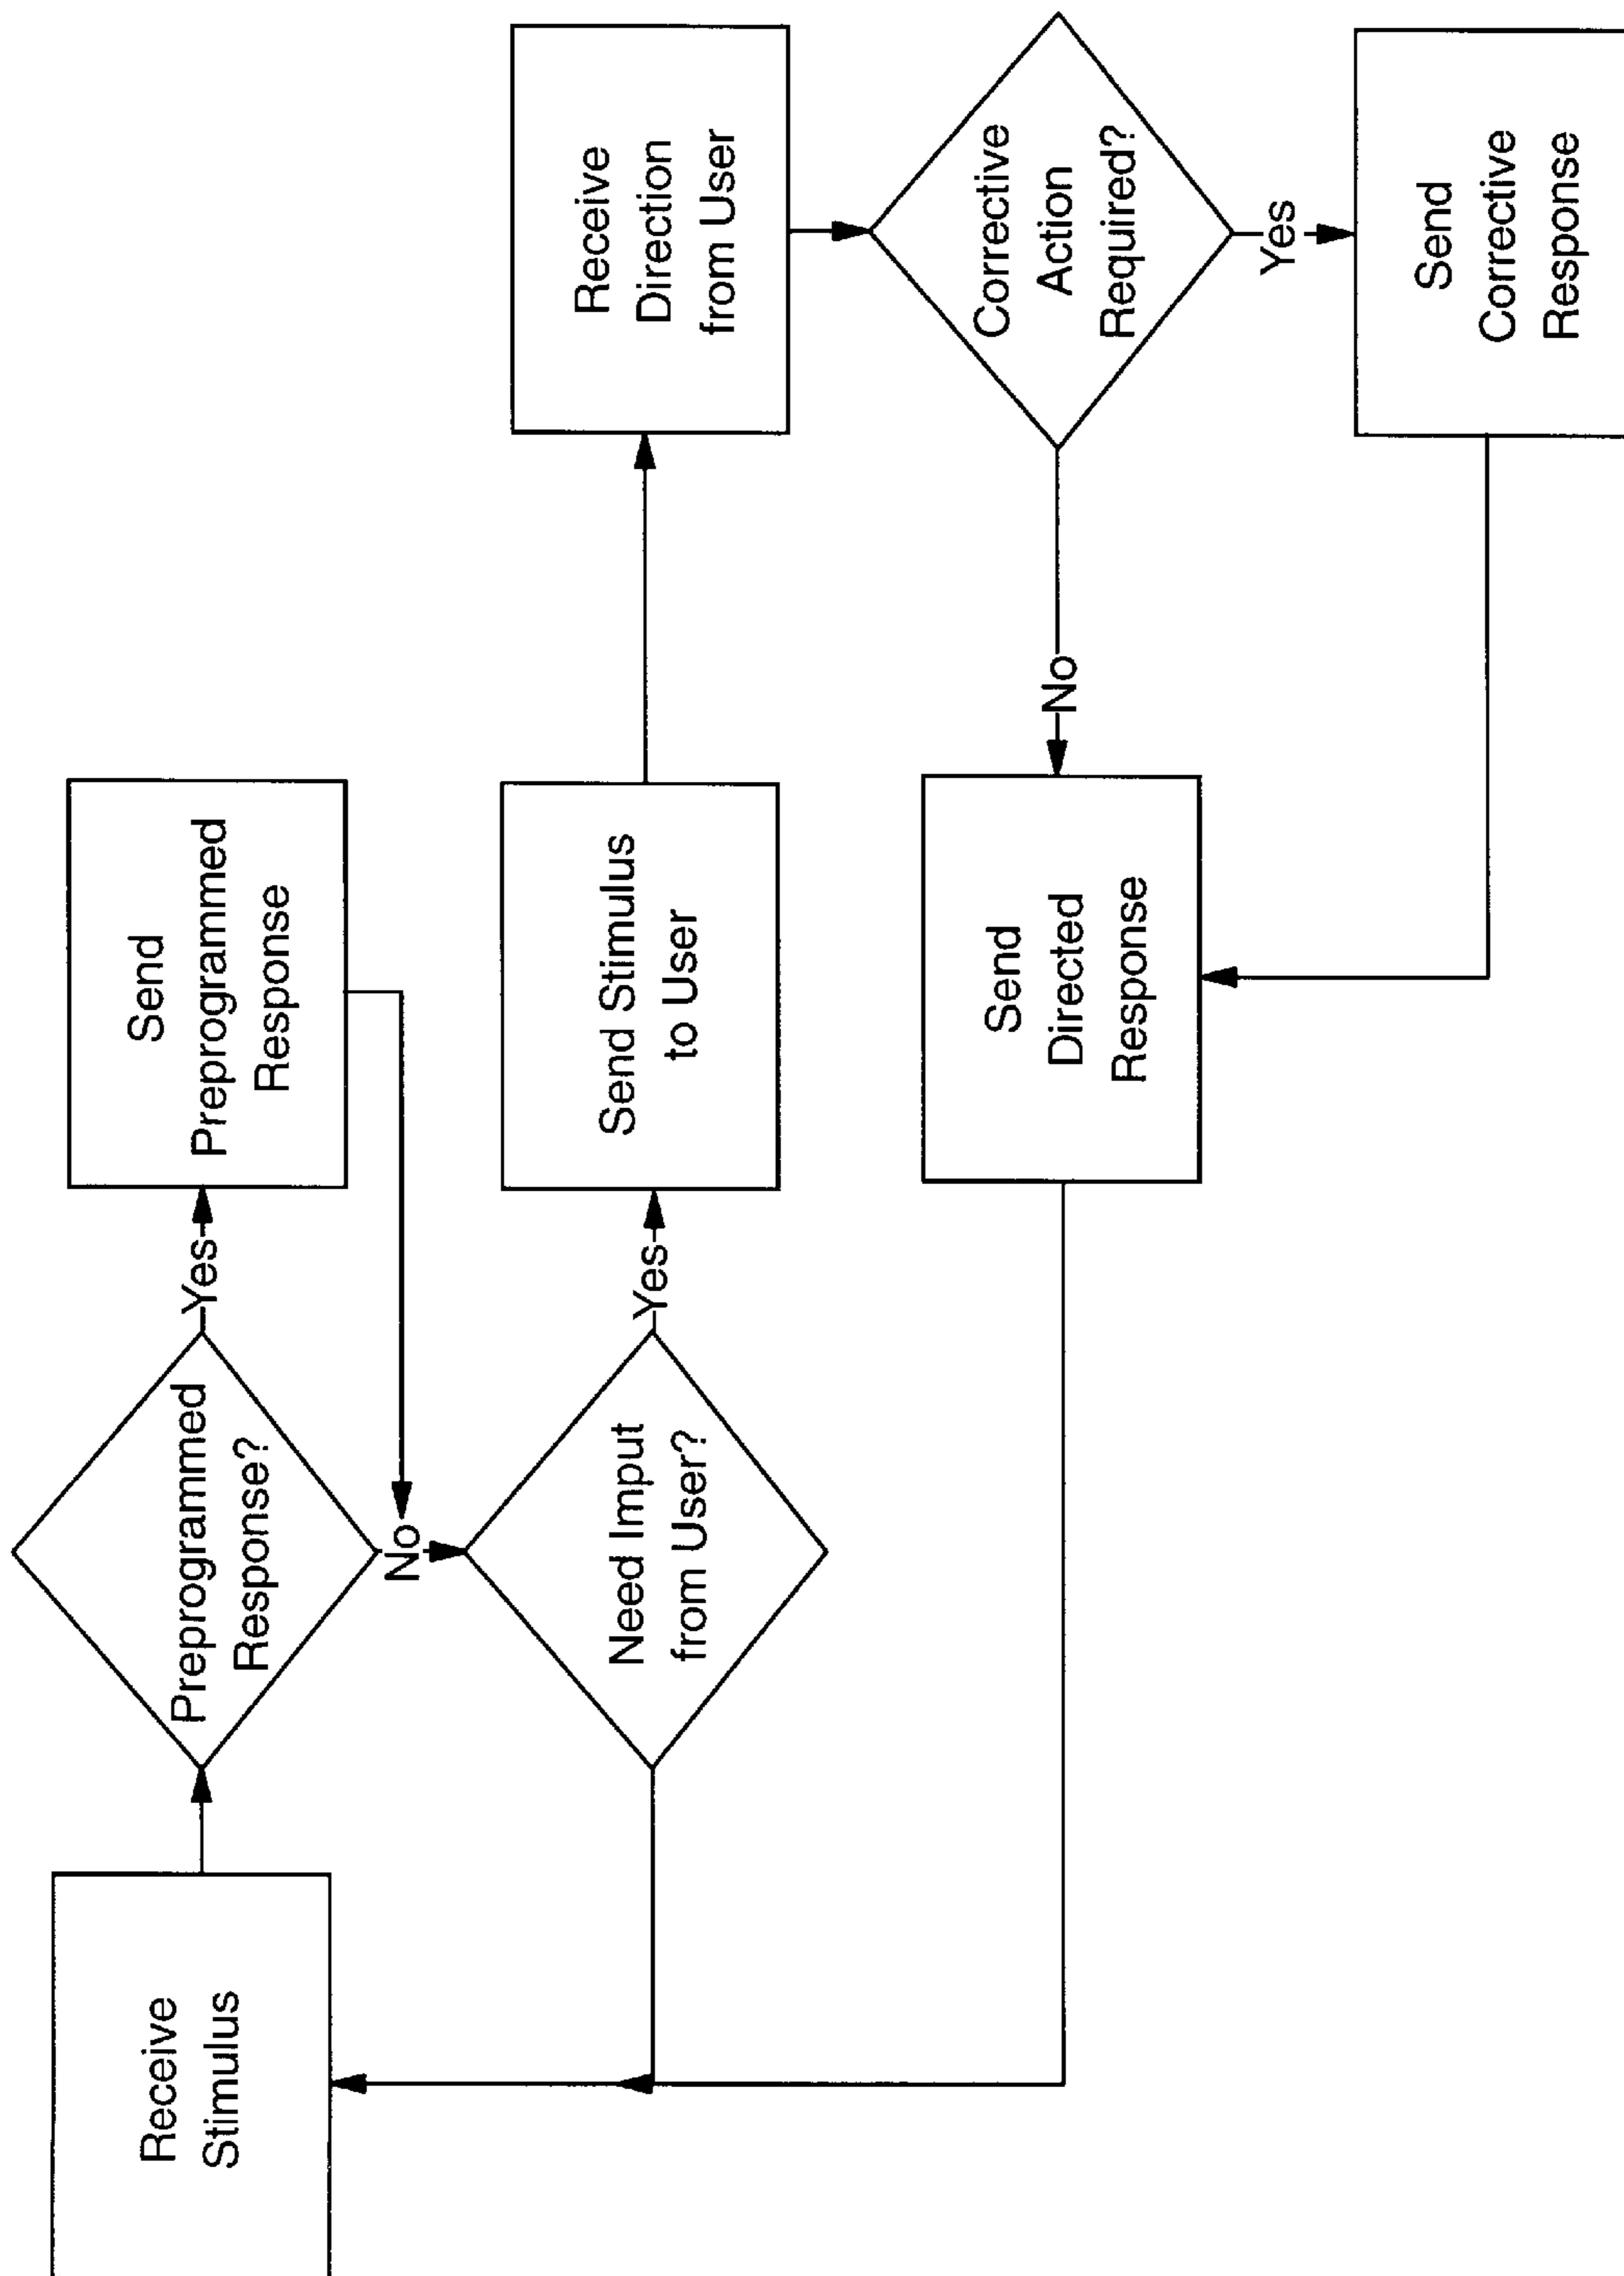 Receive
Stimulus
Preprogrammed
Response?
Yes
Send
Preprogrammed
Response
No
Need Imput
from User?
Yes
Send Stimulus
to User
Receive
Direction
from User
Corrective
Action
Required?
No
Yes
Send
Directed
Response
Send
Corrective
Response